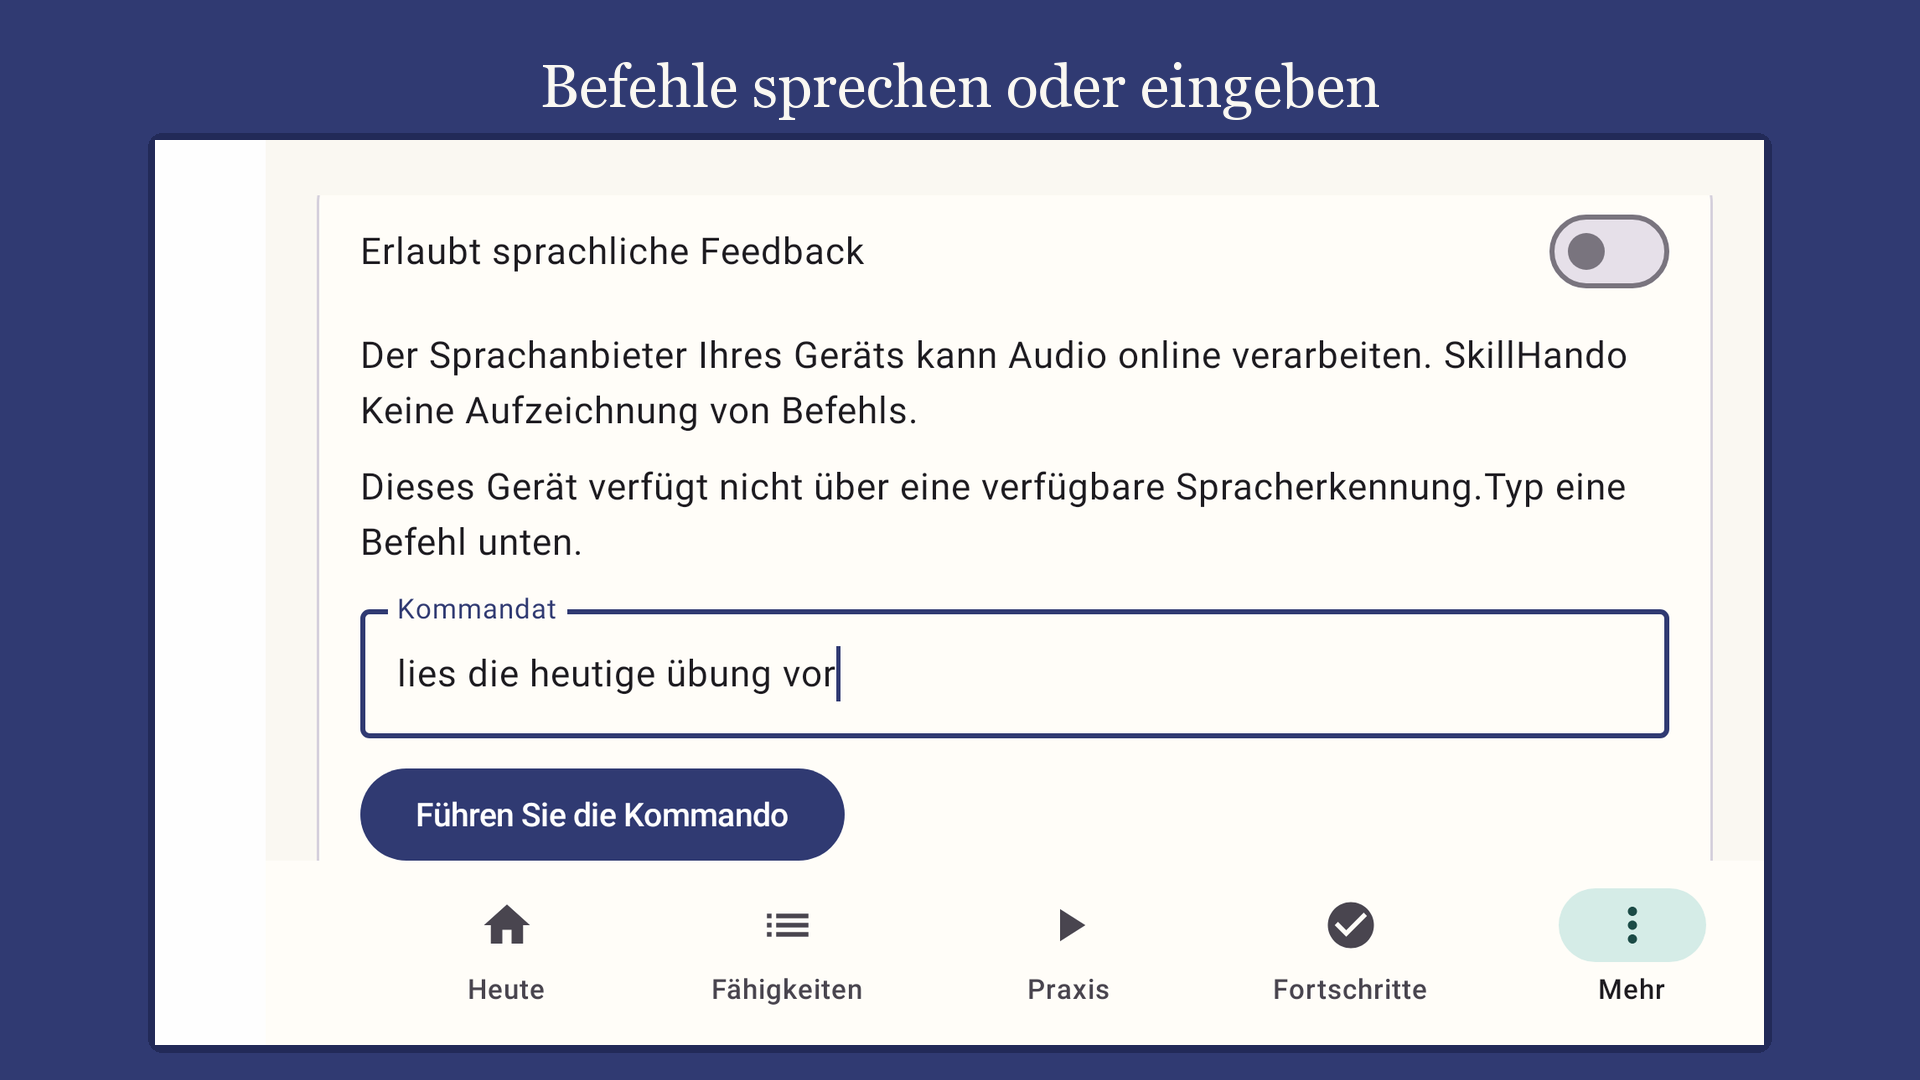 Befehle sprechen oder eingeben
Erlaubt sprachliche Feedback
Der Sprachanbieter Ihres Geräts kann Audio online verarbeiten. SkillHando
Keine Aufzeichnung von Befehls.
Dieses Gerät verfügt nicht über eine verfügbare Spracherkennung.Typ eine
Befehl unten.
Kommandat
lies die heutige übung vor
Führen Sie die Kommando
Heute
Fähigkeiten
Praxis
Fortschritte
Mehr